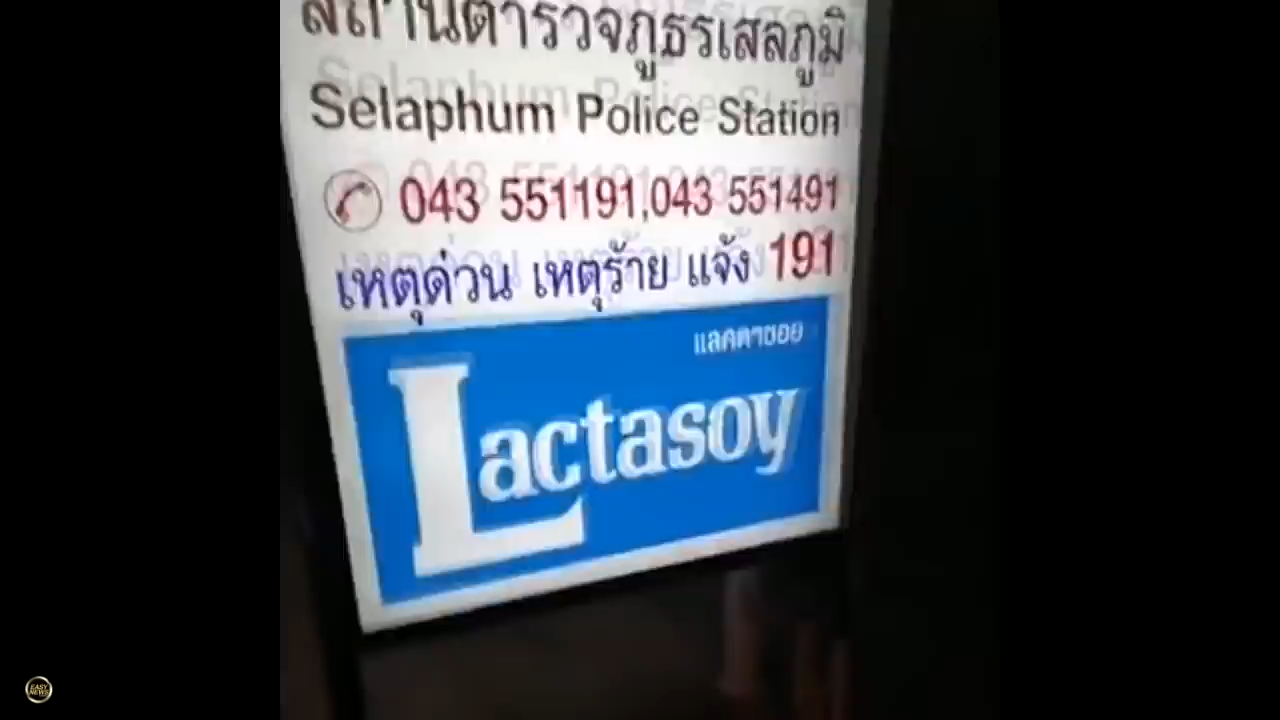 สถานีตำรวจภูธรเสลภูมิ
Selaphum Police Station
043 551191,043 551491
เหตุด่วน เหตุร้าย แจ้ง 191
แลคตาซอย
Lactasoy
EASY
NEWS